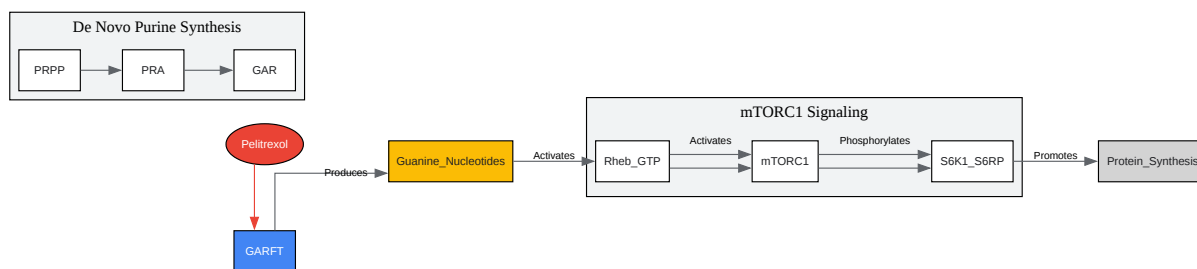 De Novo Purine Synthesis
PRPP
PRA
GAR
mTORC1 Signaling
Pelitrexol
Guanine_Nucleotides
Activates
Rheb_GTP
Activates
mTORC1
Phosphorylates
S6K1_S6RP
Promotes
Protein_Synthesis
Produces
GARFT